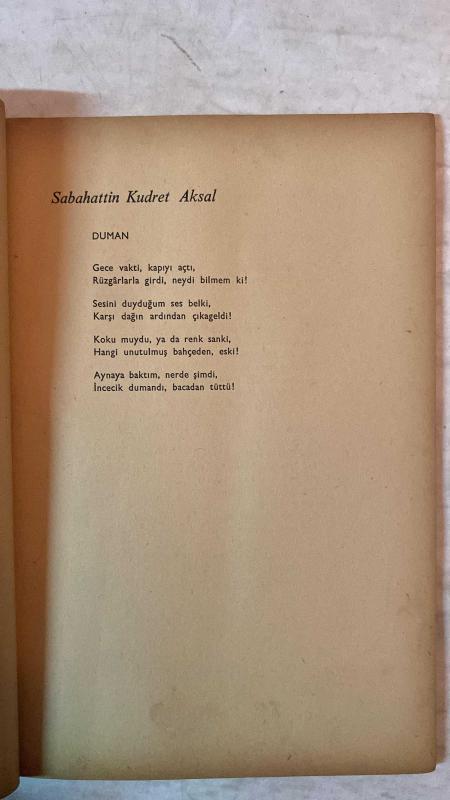 Sabahattin Kudret Aksal
DUMAN
Gece vakti, kapıyı açtı,
Rüzgârlarla girdi, neydi bilmem ki!
Sesini duyduğum ses belki,
Karşı dağın ardından çıkageldi!
Koku muydu, ya da renk sanki,
Hangi unutulmuş bahçeden, eski!
Aynaya baktım, nerde şimdi,
İncecik dumandı, bacadan tüttü!